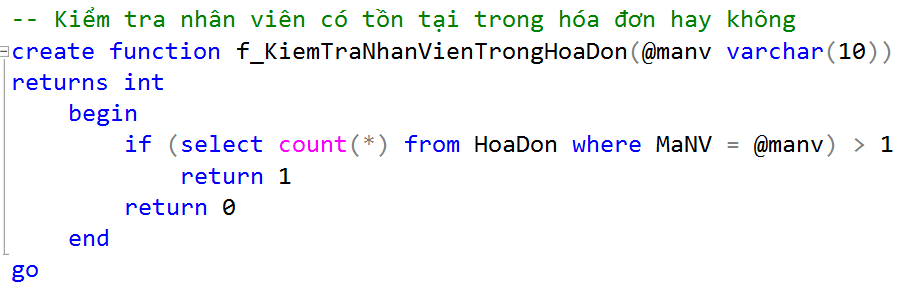 -- Kiểm tra nhân viên có tồn tại trong hóa đơn hay không
create function f_KiemTraNhanVienTrongHoaDon(@manv varchar(10))
returns int
begin
if (select count(*) from HoaDon where MaNV = @manv) > 1
return 1
return 0
end
go